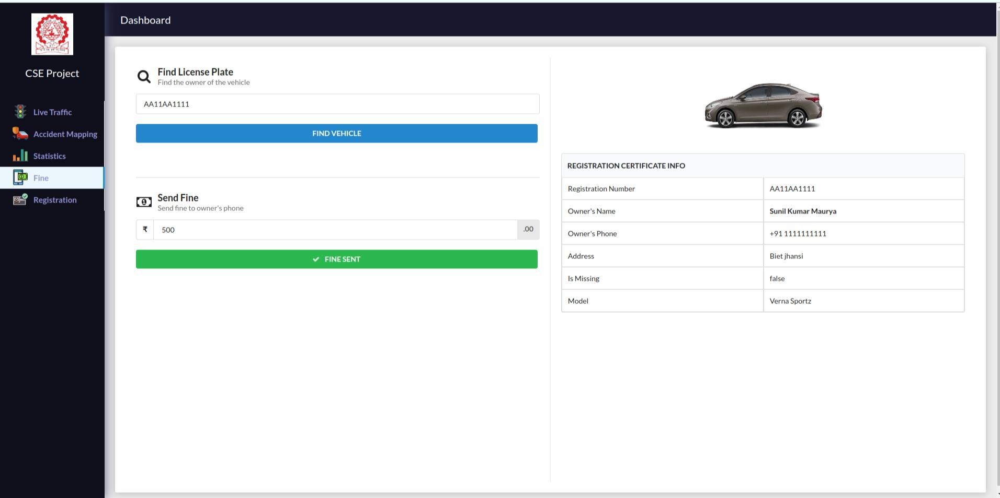 Dashboard
CSE Project
Live Traffic
Accident Mapping
Statistics
Fine
Registration
Find License Plate
Find the owner of the vehicle
AA11AA1111
FIND VEHICLE
Send Fine
Send fine to owner's phone
₹ 500 .00
FINE SENT
REGISTRATION CERTIFICATE INFO
Registration Number AA11AA1111
Owner's Name Sunil Kumar Maurya
Owner's Phone +91 1111111111
Address Biet jhansi
Is Missing false
Model Verna Sportz